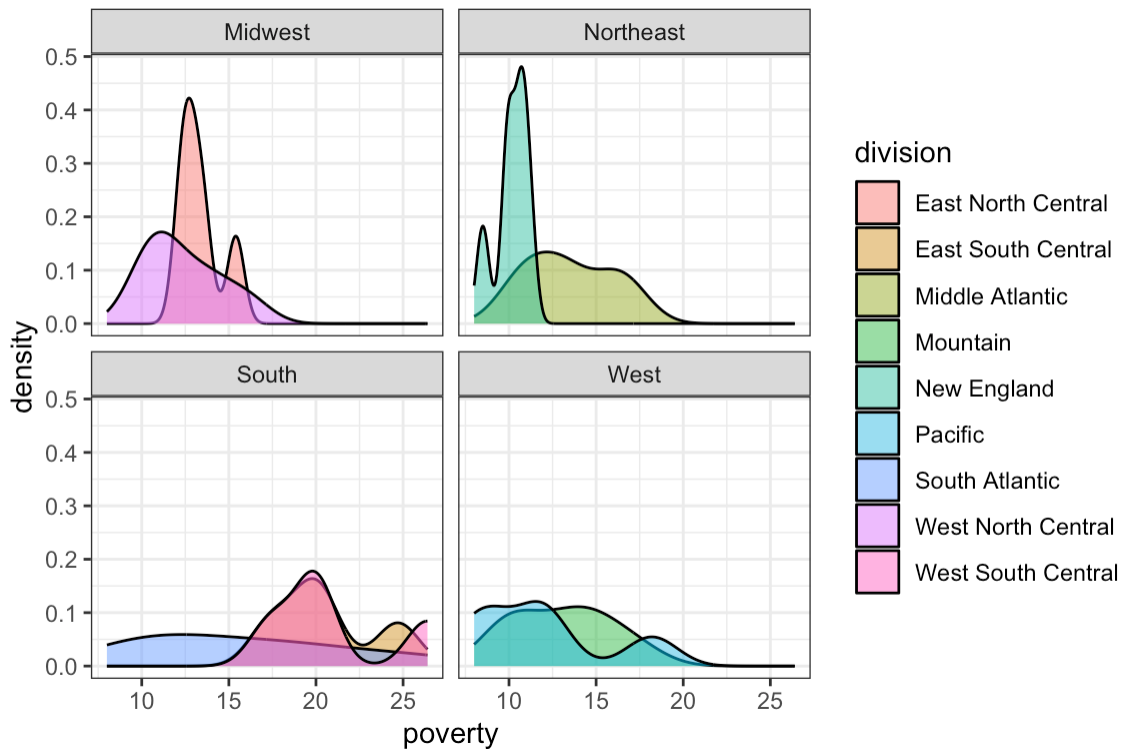 Midwest
Northeast
0.5
0.4
0.3
0.2
0.1
0.0
South
West
0.5
0.4
0.3
0.2
0.1
0.0
density
10 15 20 25
10 15 20 25
poverty
division
East North Central
East South Central
Middle Atlantic
Mountain
New England
Pacific
South Atlantic
West North Central
West South Central